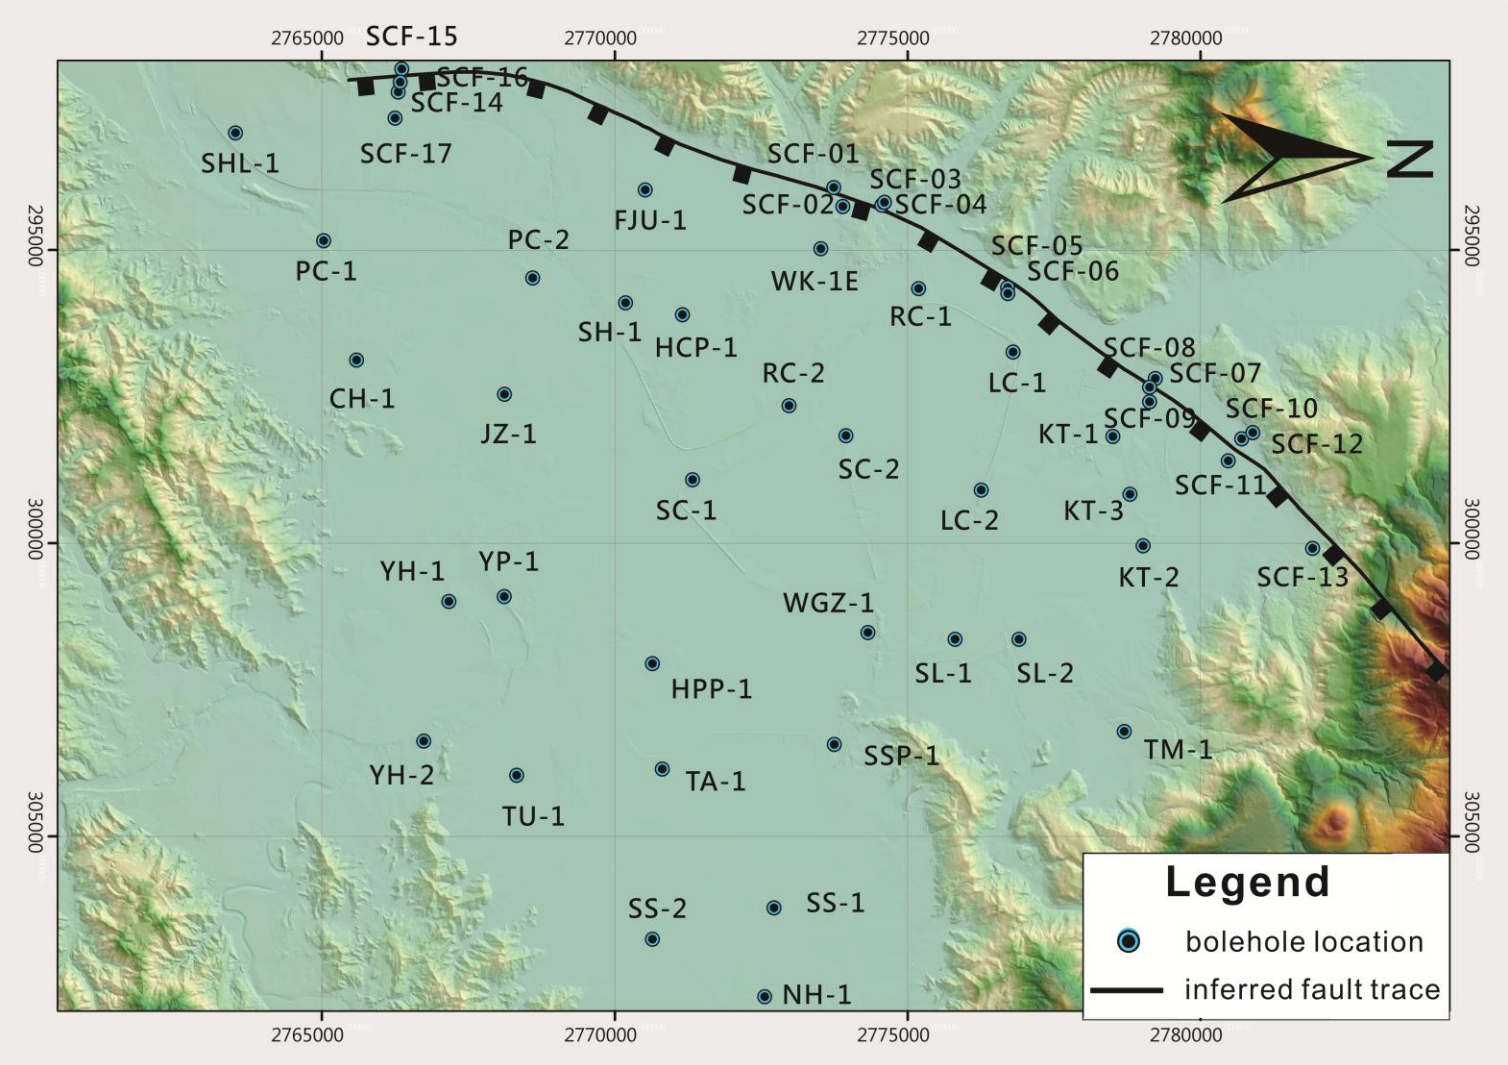 2765000
2770000
2775000
2780000
SCF-15
SCF-16
SCF-14
SCF-17
SHL-1
SCF-01
SCF-03
SCF-02
SCF-04
FJU-1
PC-2
PC-1
295000
295000
SCF-05
SCF-06
WK-1E
RC-1
SH-1
HCP-1
SCF-08
SCF-07
RC-2
LC-1
CH-1
SCF-09
SCF-10
JZ-1
KT-1
SCF-12
SC-2
SCF-11
SC-1
LC-2
KT-3
300000
300000
YP-1
YH-1
KT-2
SCF-13
WGZ-1
SL-1
SL-2
HPP-1
SSP-1
TM-1
YH-2
TA-1
TU-1
305000
305000
SS-2
SS-1
NH-1
N
Legend
bolehole location
inferred fault trace
2765000
2770000
2775000
2780000